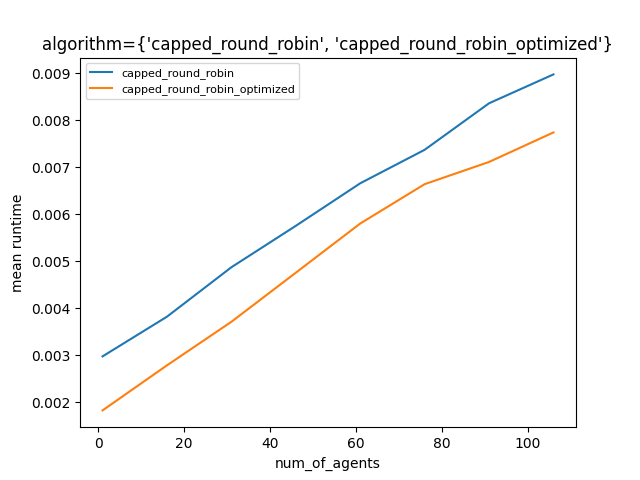 algorithm={'capped_round_robin', 'capped_round_robin_optimized'}
capped_round_robin
capped_round_robin_optimized
0.009
0.008
0.007
0.006
0.005
0.004
0.003
0.002
mean runtime
0 20 40 60 80 100
num_of_agents